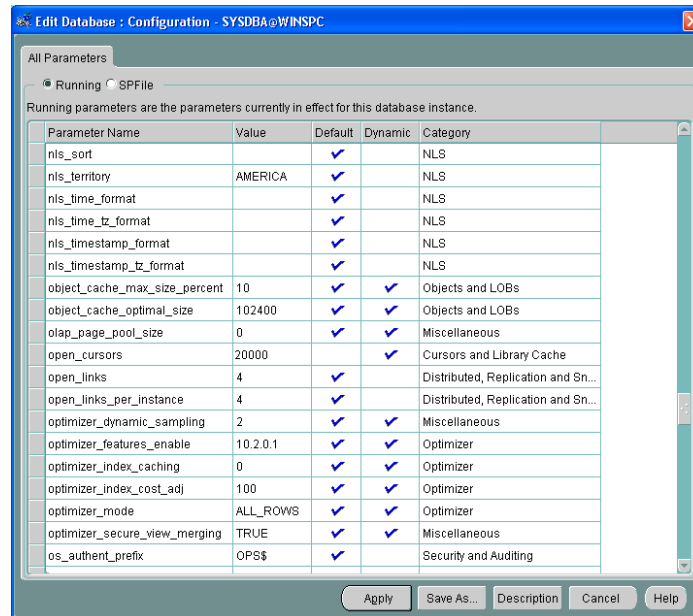 Edit Database : Configuration - SYSDBA@WINSPC
All Parameters
Running SPFile
Running parameters are the parameters currently in effect for this database instance.
Parameter Name Value Default Dynamic Category
nls_sort NLS
nls_territory AMERICA NLS
nls_time_format NLS
nls_time_tz_format NLS
nls_timestamp_format NLS
nls_timestamp_tz_format NLS
object_cache_max_size_percent 10 Objects and LOBs
object_cache_optimal_size 102400 Objects and LOBs
olap_page_pool_size 0 Miscellaneous
open_cursors 20000 Cursors and Library Cache
open_links 4 Distributed, Replication and Sn...
open_links_per_instance 4 Distributed, Replication and Sn...
optimizer_dynamic_sampling 2 Miscellaneous
optimizer_features_enable 10.2.0.1 Optimizer
optimizer_index_caching 0 Optimizer
optimizer_index_cost_adj 100 Optimizer
optimizer_mode ALL_ROWS Optimizer
optimizer_secure_view_merging TRUE Miscellaneous
os_authent_prefix OPS$ Security and Auditing
Apply Save As... Description Cancel Help